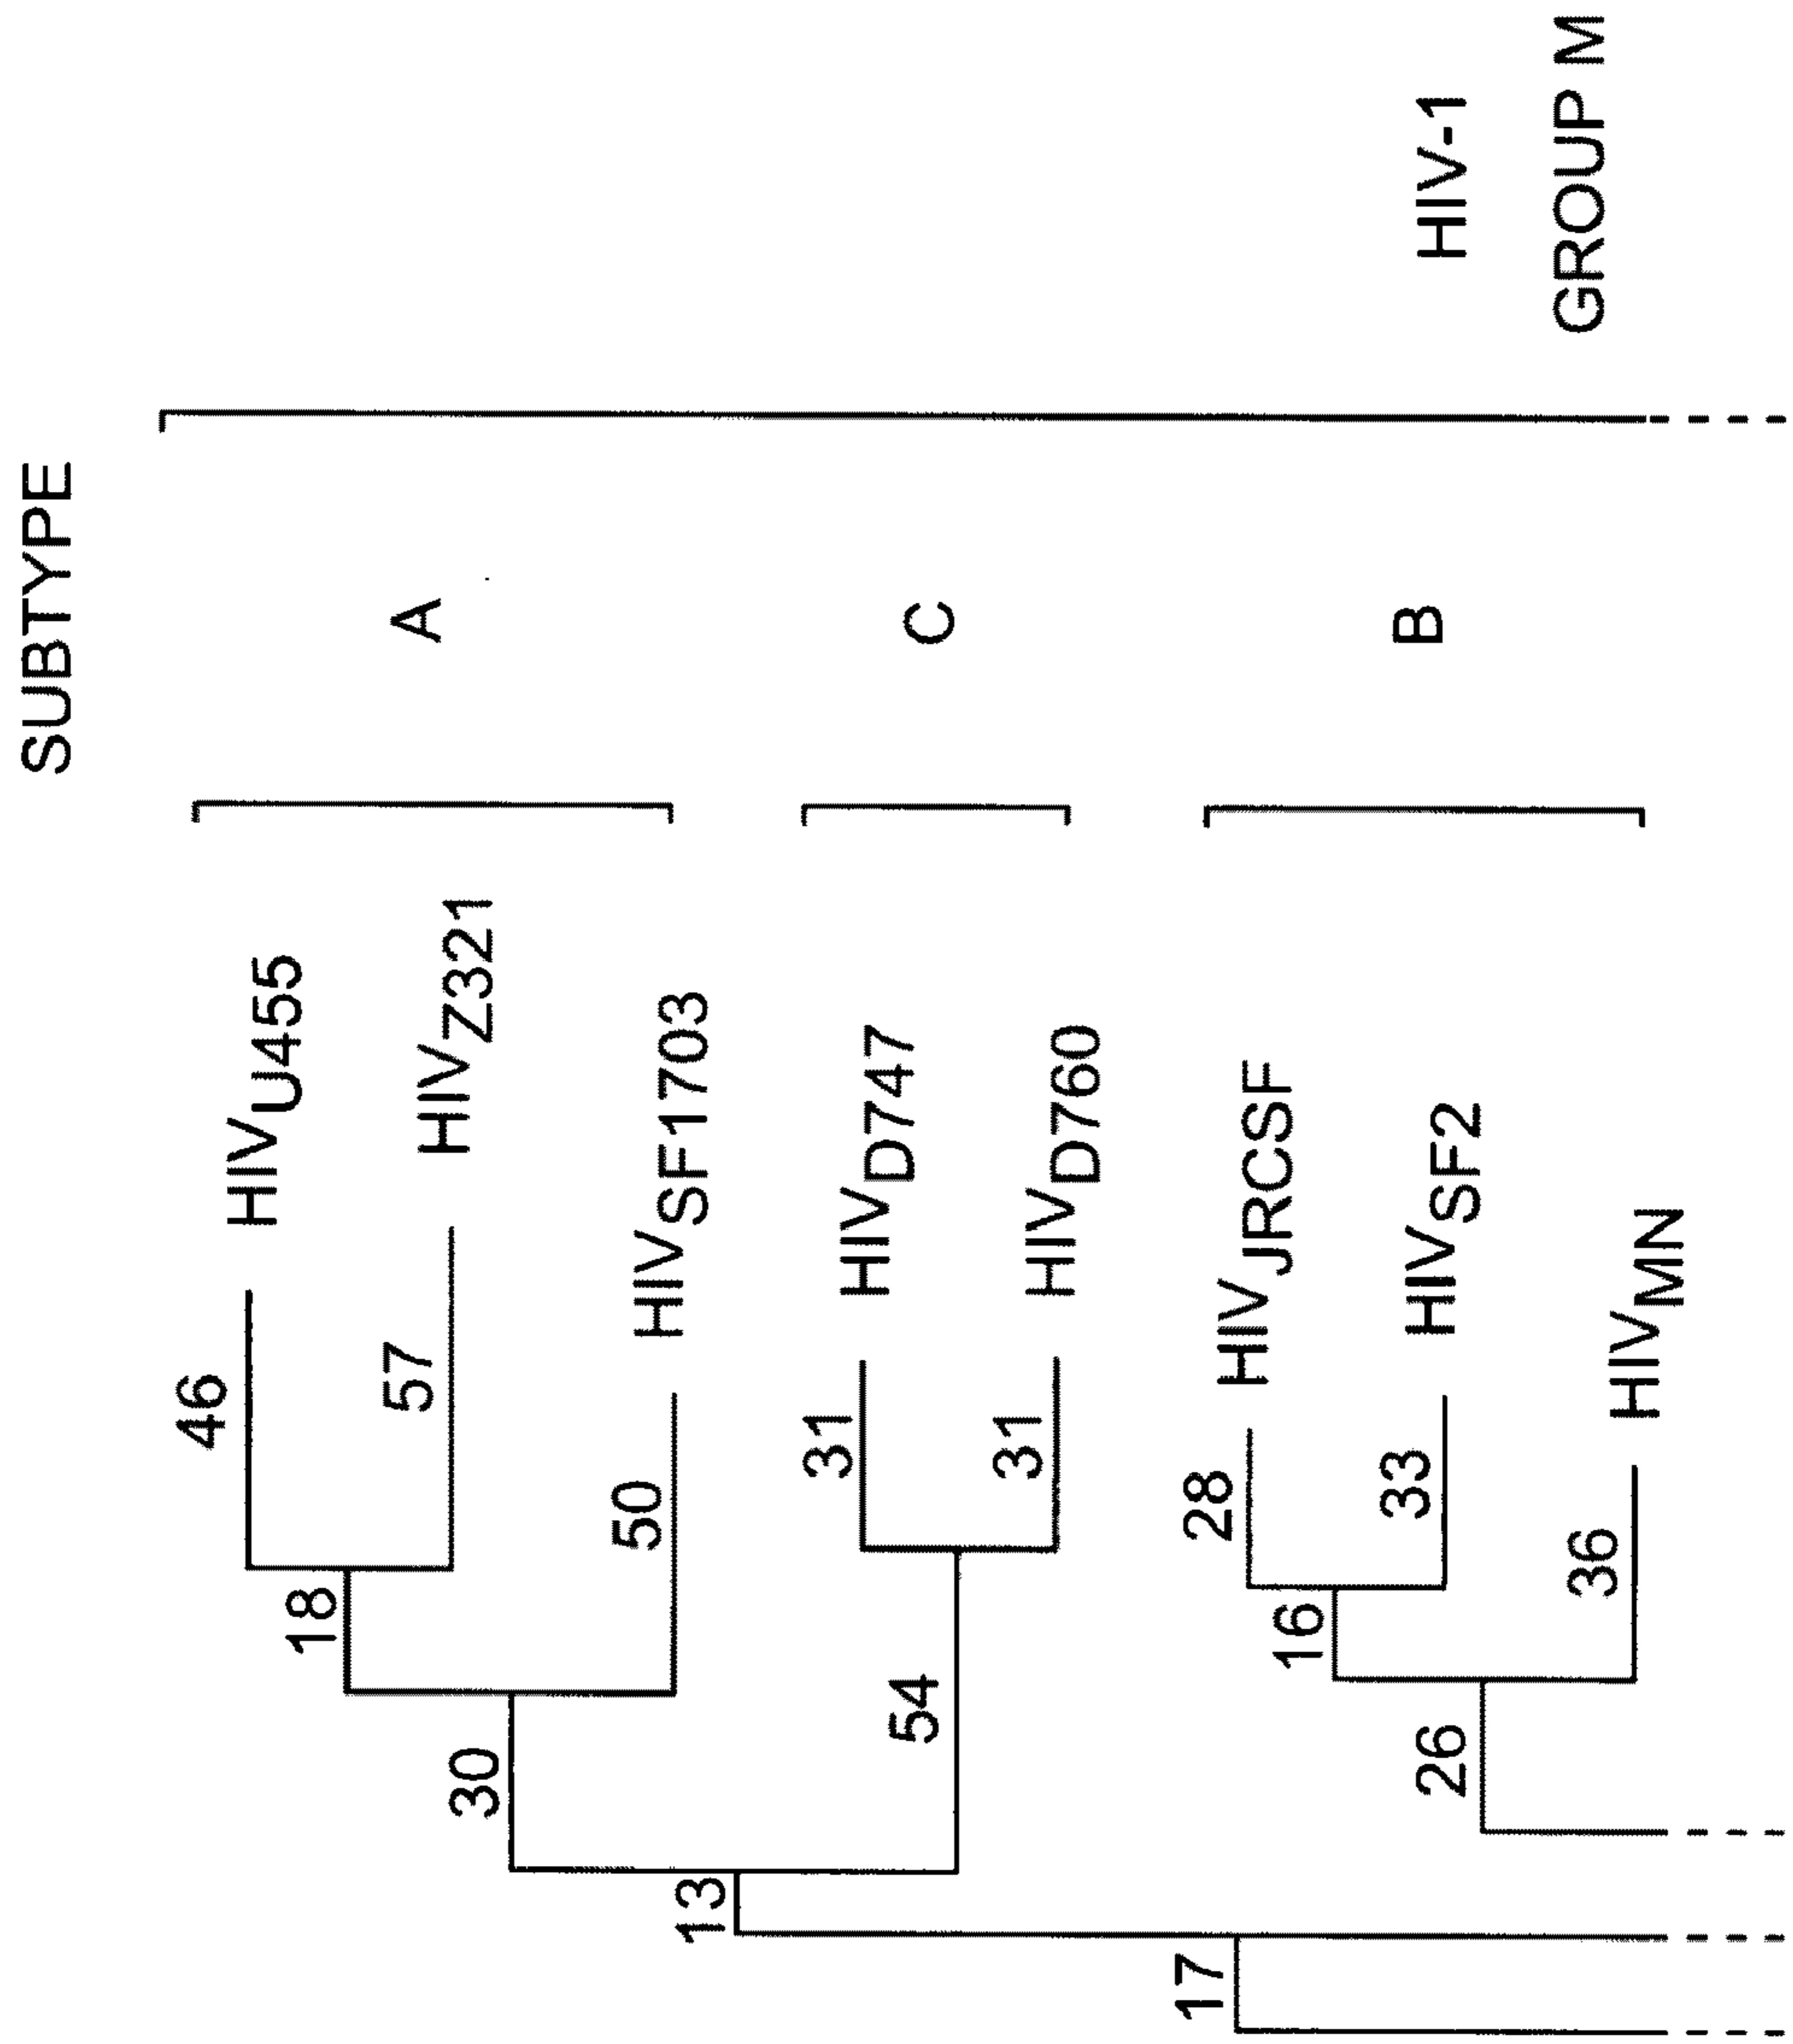 SUBTYPE
46
HIVU455
57
HIVZ321
A
18
50
HIVSF1703
30
31
HIVD747
C
31
HIVD760
54
13
28
HIVJRCSF
33
HIVSF2
B
16
36
HIVMN
26
17
HIV-1
GROUP M